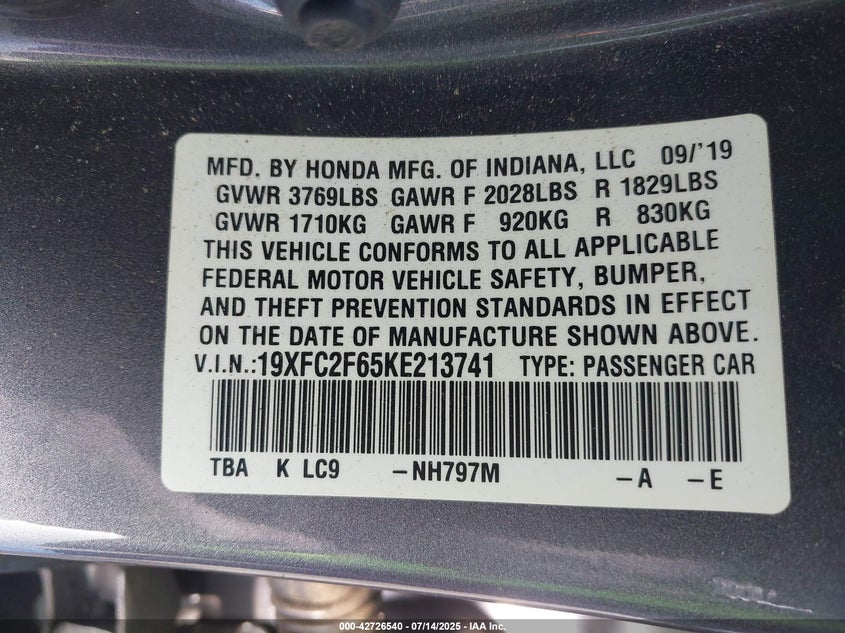 MFD. BY HONDA MFG. OF INDIANA, LLC 09/'19
GVWR 3769LBS GAWR F 2028LBS R 1829LBS
GVWR 1710KG GAWR F 920KG R 830KG
THIS VEHICLE CONFORMS TO ALL APPLICABLE
FEDERAL MOTOR VEHICLE SAFETY, BUMPER,
AND THEFT PREVENTION STANDARDS IN EFFECT
ON THE DATE OF MANUFACTURE SHOWN ABOVE.
V.I.N.:19XFC2F65KE213741 TYPE: PASSENGER CAR
TBA K LC9 –NH797M –A –E
000-42726540 - 07/14/2025 - IAA Inc.